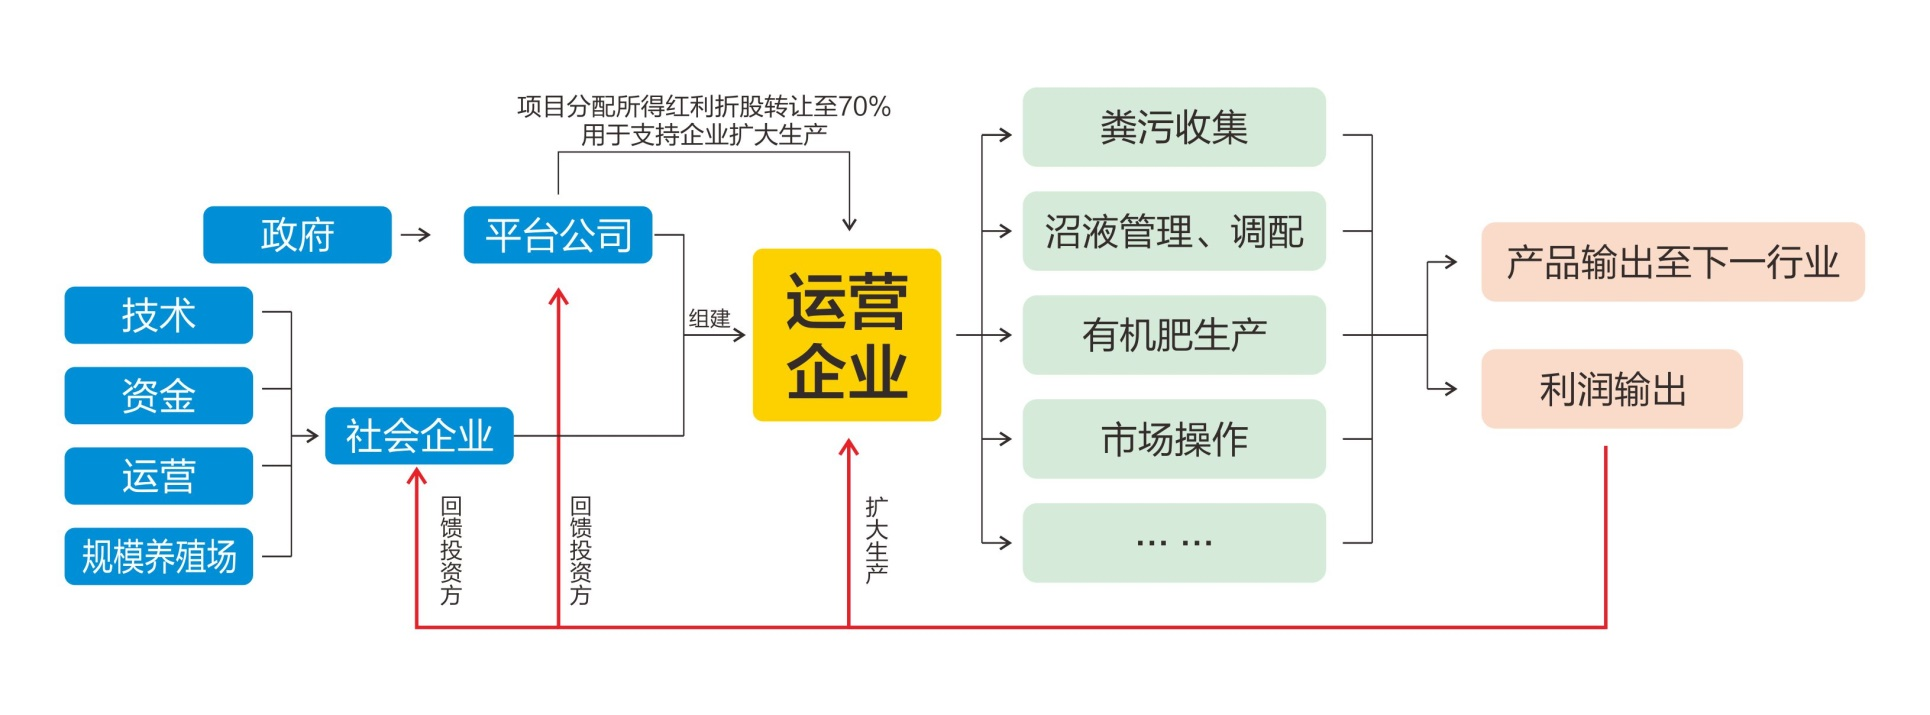 项目分配所得红利折股转让至70%
用于支持企业扩大生产
政府
平台公司
技术
资金
运营
规模养殖场
社会企业
组建
运营
企业
粪污收集
沼液管理、调配
有机肥生产
市场操作
… …
产品输出至下一行业
利润输出
回馈投资方
回馈投资方
扩大生产